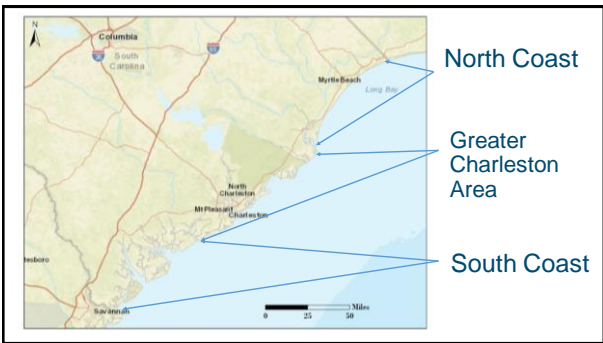 N
Columbia
South
Carolina
Myrtle Beach
Long Bay
North
Charleston
Mt Pleasant
Charleston
tesboro
Savannah
Miles
0 25 50
North Coast
Greater
Charleston
Area
South Coast